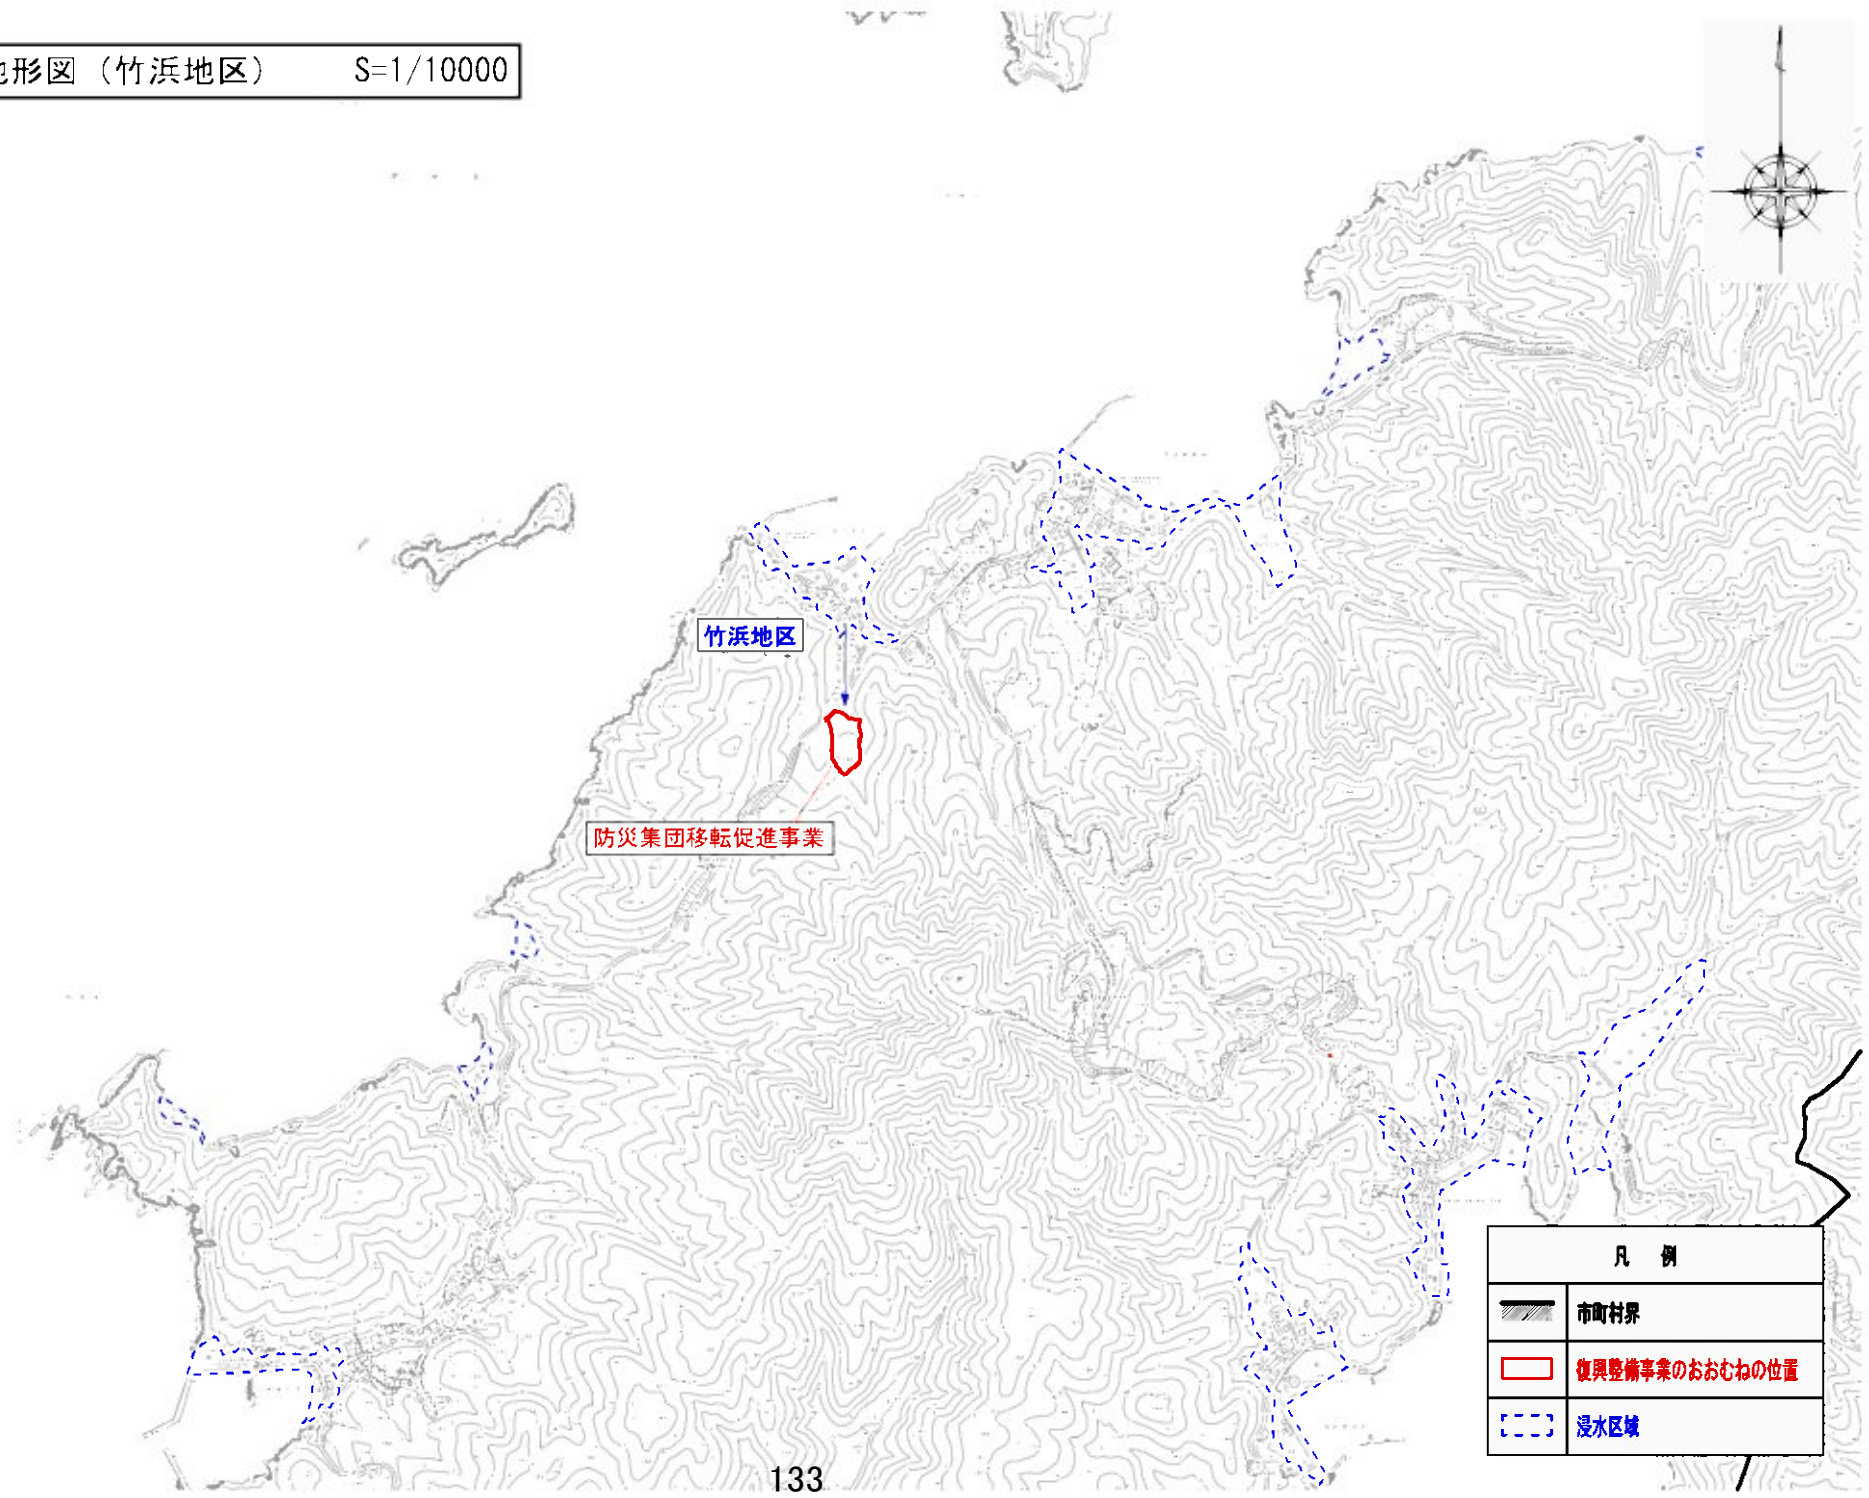 形図（竹浜地区） S=1/10000
竹浜地区
防災集団移転促進事業
凡 例
市町村界
復興整備事業のおおむねの位置
浸水区域
133